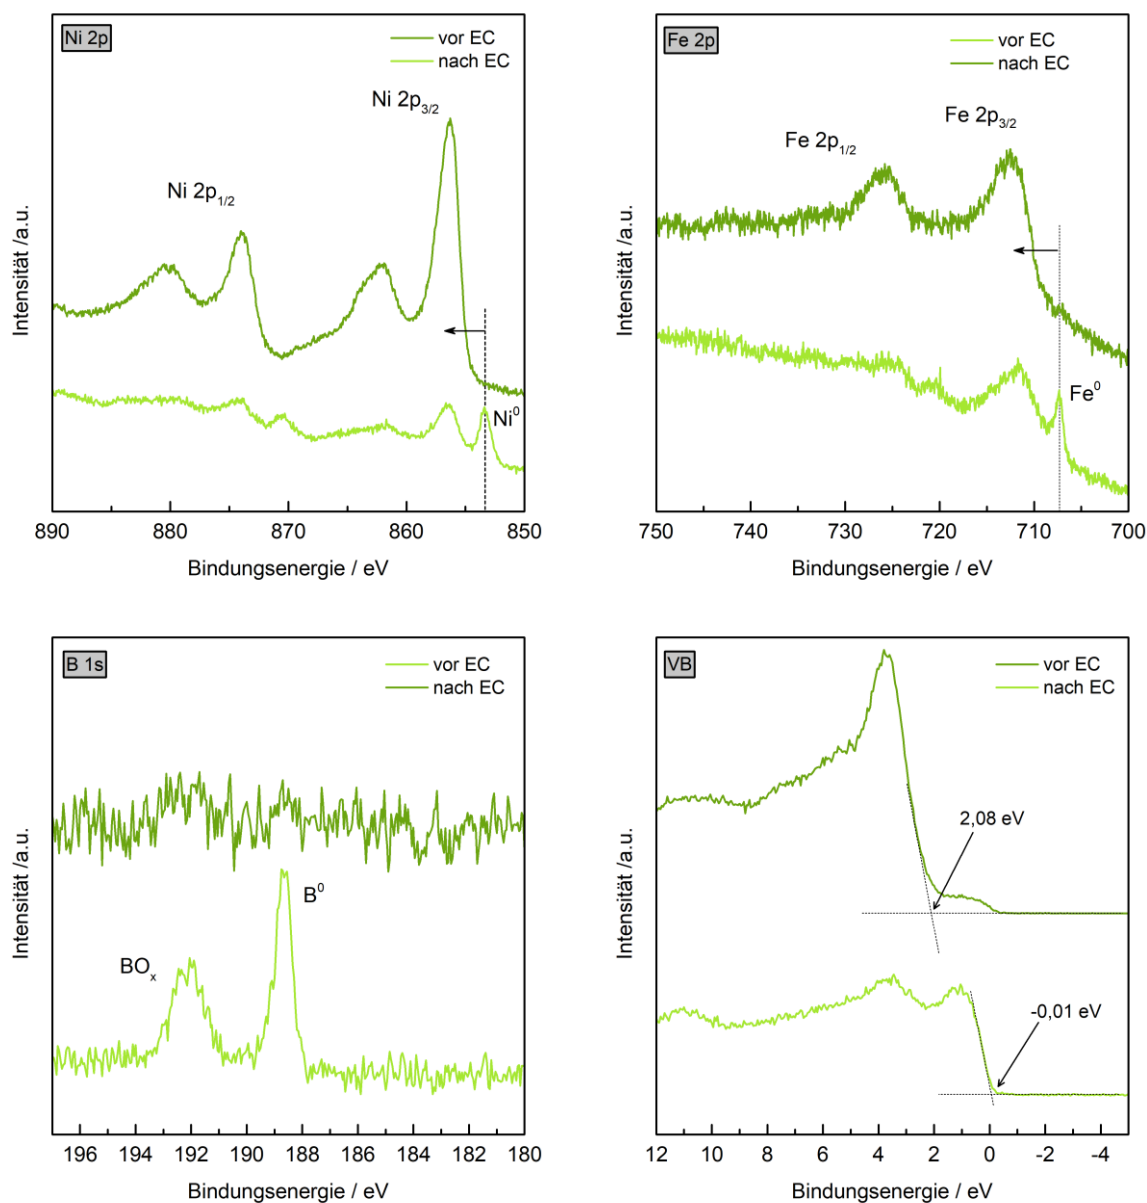 Ni 2p
vor EC
nach EC
Ni 2p3/2
Ni 2p1/2
Ni0
Intensität /a.u.
890 880 870 860 850
Bindungsenergie / eV
Fe 2p
vor EC
nach EC
Fe 2p3/2
Fe 2p1/2
Fe0
Intensität /a.u.
750 740 730 720 710 700
Bindungsenergie / eV
B 1s
vor EC
nach EC
B0
BOx
Intensität /a.u.
196 194 192 190 188 186 184 182 180
Bindungsenergie / eV
VB
vor EC
nach EC
2,08 eV
-0,01 eV
Intensität /a.u.
12 10 8 6 4 2 0 -2 -4
Bindungsenergie / eV